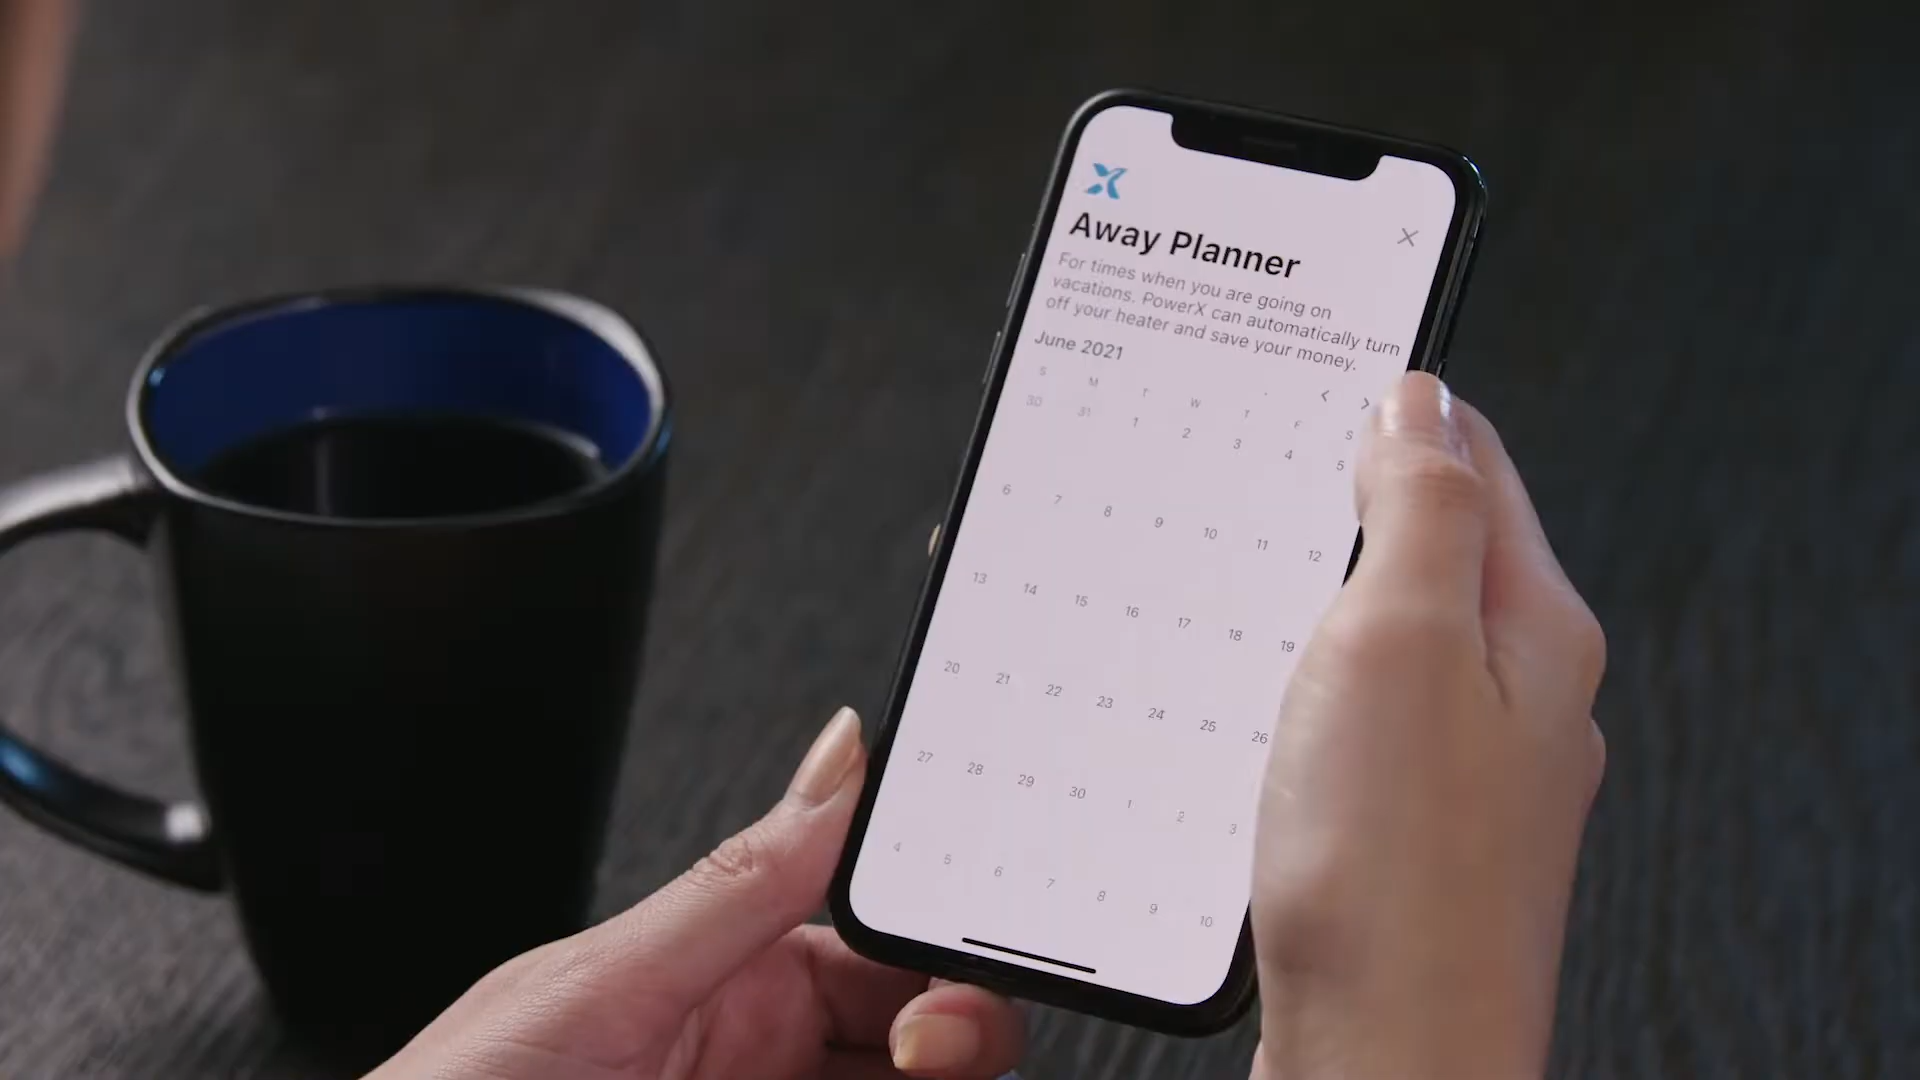 Away Planner
For times when you are going on
vacations. PowerX can automatically turn
off your heater and save your money.
June 2021
S M T W T F S
30 31 1 2 3 4 5
6 7 8 9 10 11 12
13 14 15 16 17 18 19
20 21 22 23 24 25 26
27 28 29 30 1 2 3
4 5 6 7 8 9 10